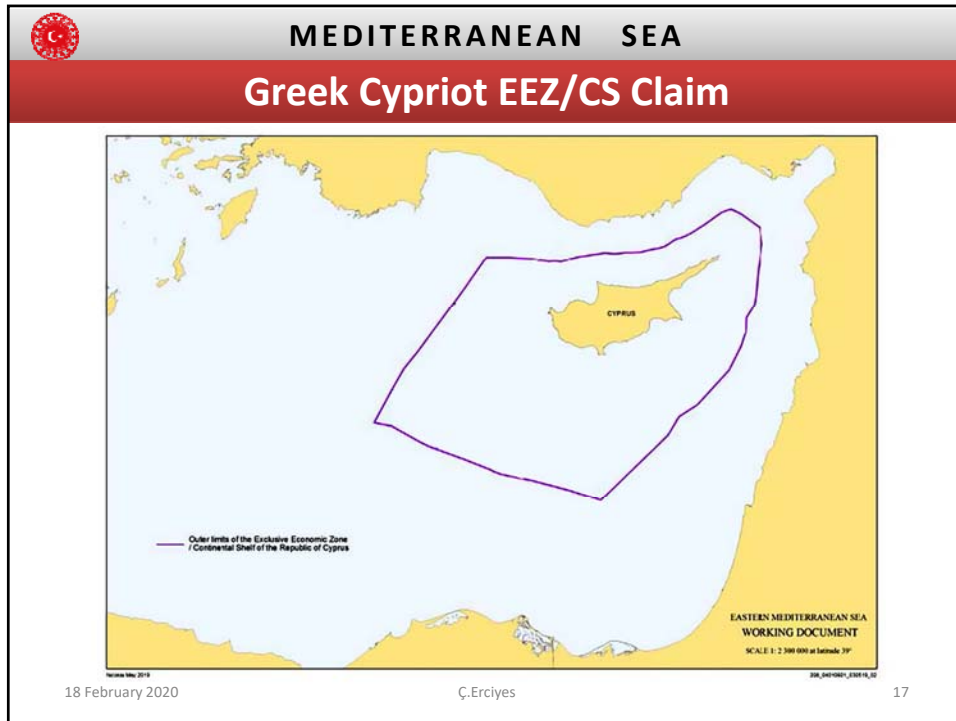 MEDITERRANEAN SEA
Greek Cypriot EEZ/CS Claim
CYPRUS
Outer limits of the Exclusive Economic Zone
/ Continental Shelf of the Republic of Cyprus
EASTERN MEDITERRANEAN SEA
WORKING DOCUMENT
SCALE 1: 2 300 000 at latitude 39°
18 February 2020
Ç.Erciyes
17